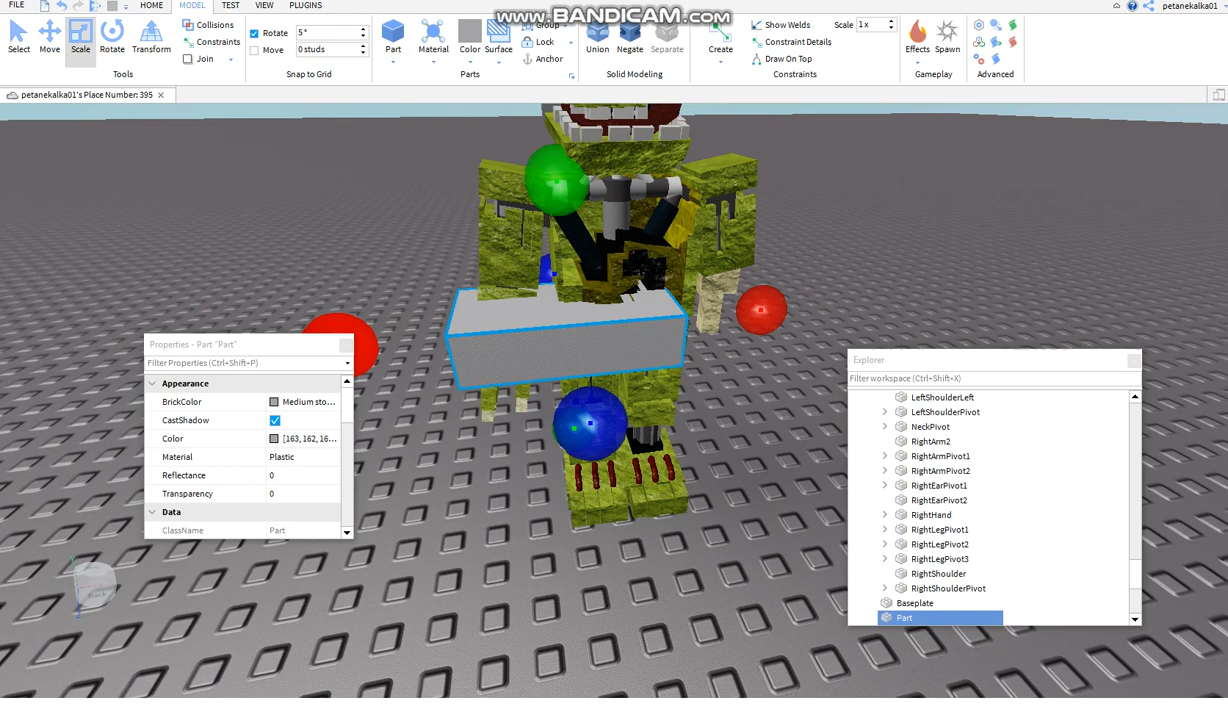 FILE HOME MODEL TEST VIEW PLUGINS petanekalka01
www.BANDICAM.com
Select Move Scale Rotate Transform
Collisions
Constraints
Join
Tools
Rotate 5°
Move 0 studs
Snap to Grid
Part Material Color Surface
Group
Lock
Anchor
Parts
Union Negate Separate
Solid Modeling
Create
Show Welds Scale 1x
Constraint Details
Draw On Top
Constraints
Effects Spawn
Gameplay
Advanced
petanekalka01's Place Number: 395
Properties - Part "Part"
Filter Properties (Ctrl+Shift+P)
Appearance
BrickColor Medium sto...
CastShadow
Color [163, 162, 16...
Material Plastic
Reflectance 0
Transparency 0
Data
ClassName Part
Back
Explorer
Filter workspace (Ctrl+Shift+X)
LeftShoulderLeft
LeftShoulderPivot
NeckPivot
RightArm2
RightArmPivot1
RightArmPivot2
RightEarPivot1
RightEarPivot2
RightHand
RightLegPivot1
RightLegPivot2
RightLegPivot3
RightShoulder
RightShoulderPivot
Baseplate
Part